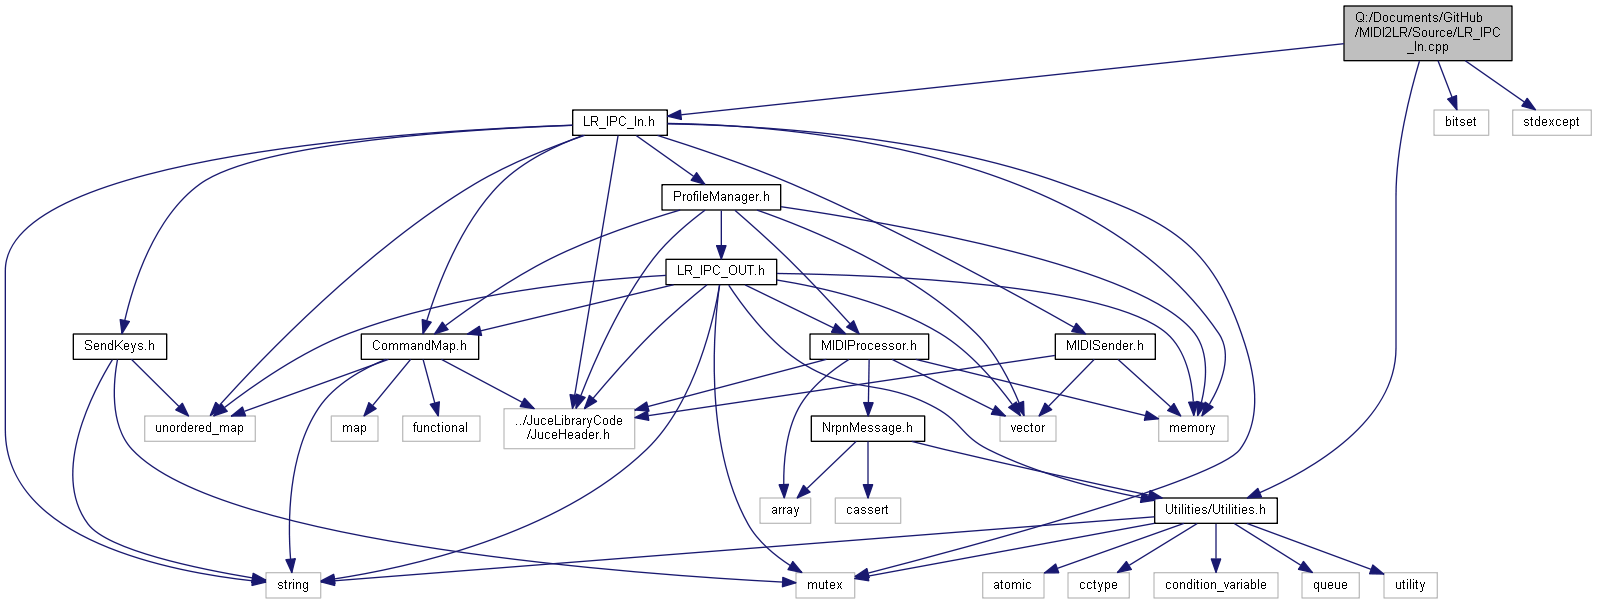 Q:/Documents/GitHub
/MIDI2LR/Source/LR_IPC
_In.cpp
LR_IPC_In.h
bitset
stdexcept
ProfileManager.h
LR_IPC_OUT.h
SendKeys.h
CommandMap.h
MIDIProcessor.h
MIDISender.h
unordered_map
map
functional
../JuceLibraryCode
/JuceHeader.h
NrpnMessage.h
vector
memory
array
cassert
Utilities/Utilities.h
string
mutex
atomic
cctype
condition_variable
queue
utility